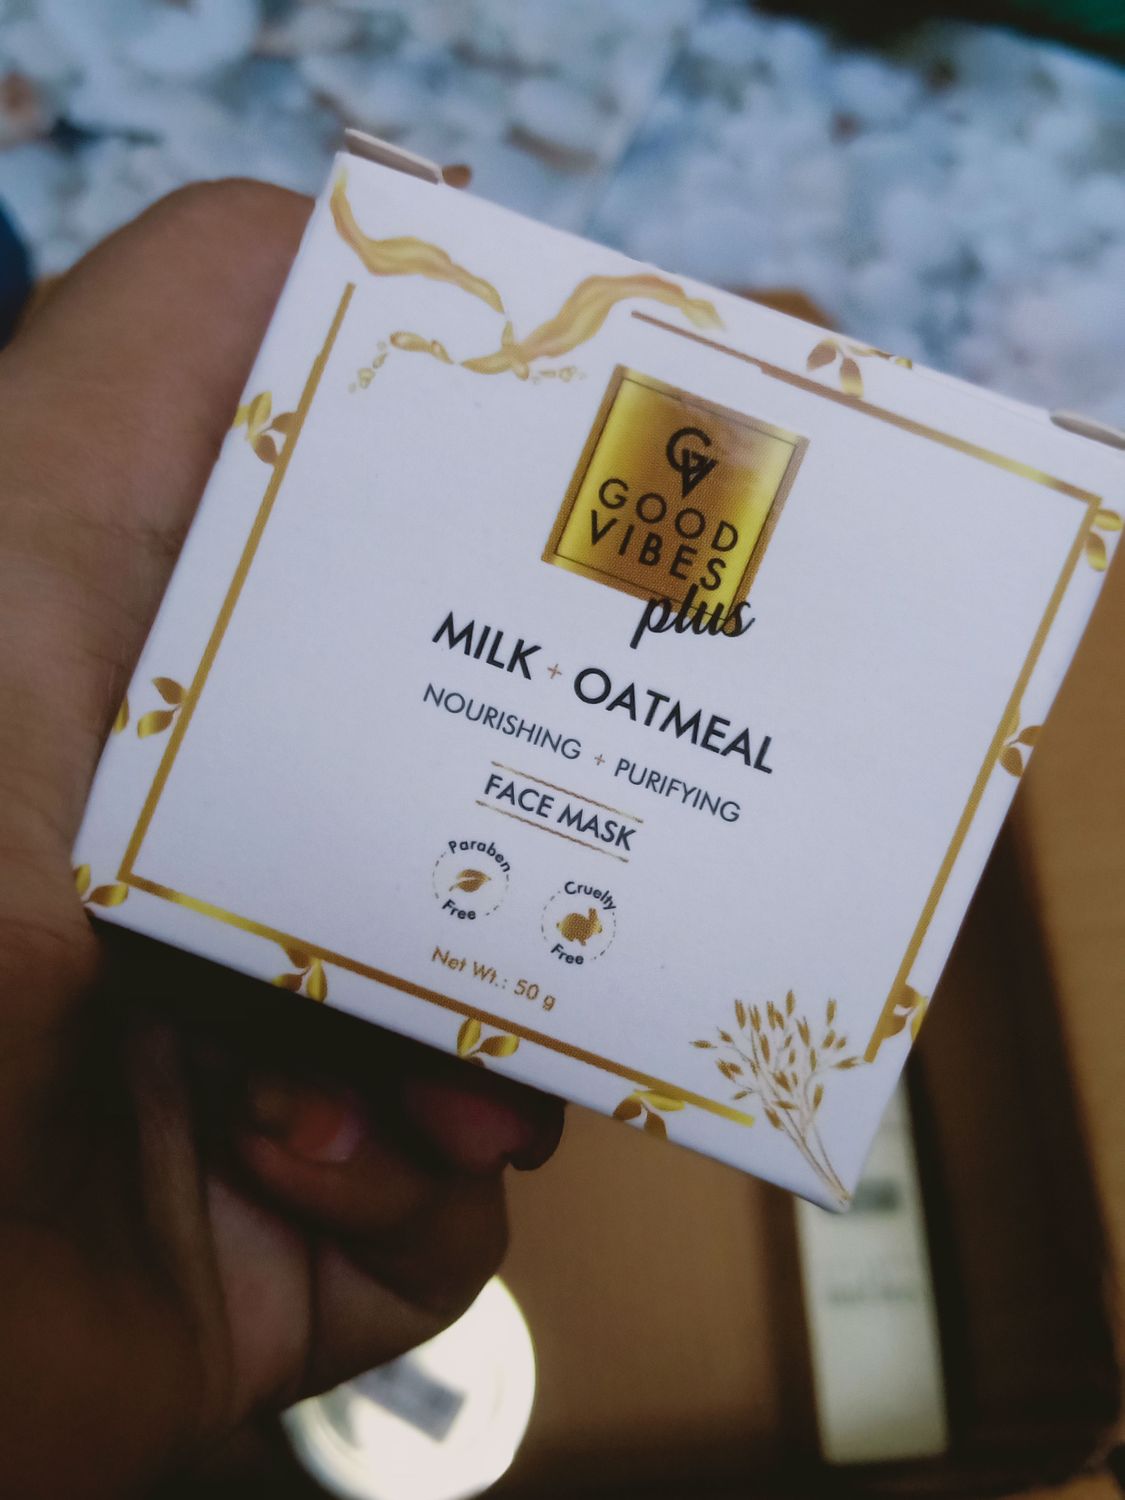 GV
GOOD
VIBES
plus
MILK + OATMEAL
NOURISHING + PURIFYING
FACE MASK
Paraben
Free
Cruelty
Free
Net Wt.: 50 g